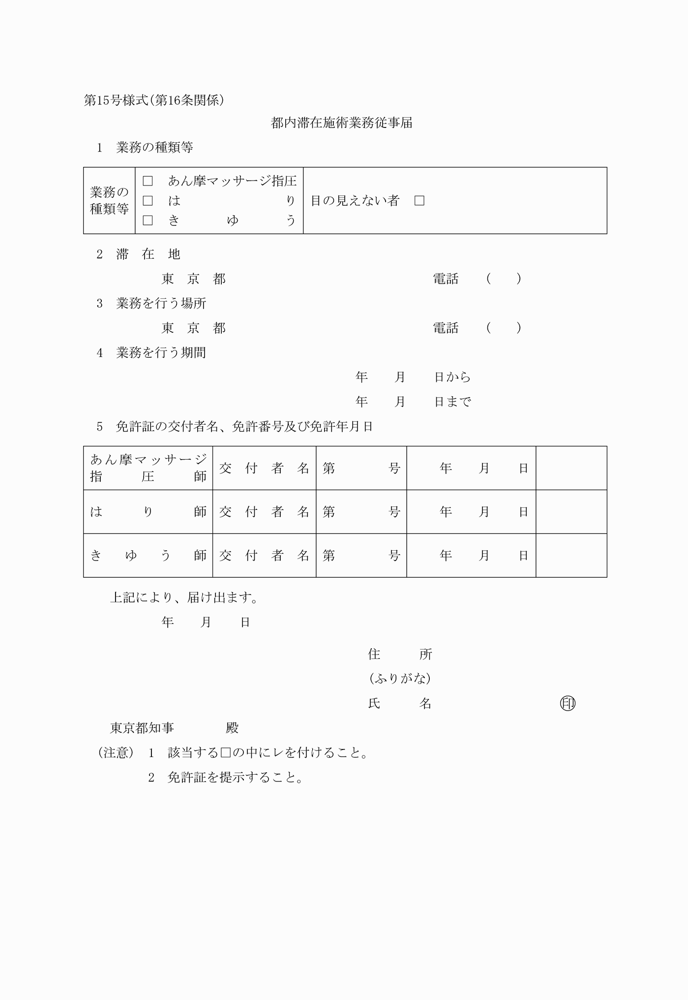 第15号様式(第16条関係)
都内滞在施術業務従事届
1　業務の種類等
業務の種類等　□　あん摩マッサージ指圧　目の見えない者　□
□　は　り
□　き　ゆ　う
2　滞　在　地
東　京　都　電話　(　)
3　業務を行う場所
東　京　都　電話　(　)
4　業務を行う期間
年　月　日から
年　月　日まで
5　免許証の交付者名、免許番号及び免許年月日
あん摩マッサージ指圧師　交付者名　第　号　年　月　日
はり師　交付者名　第　号　年　月　日
きゆう師　交付者名　第　号　年　月　日
上記により、届け出ます。
年　月　日
住　所
(ふりがな)
氏　名　㊞
東京都知事　殿
(注意)　1　該当する□の中にレを付けること。
2　免許証を提示すること。